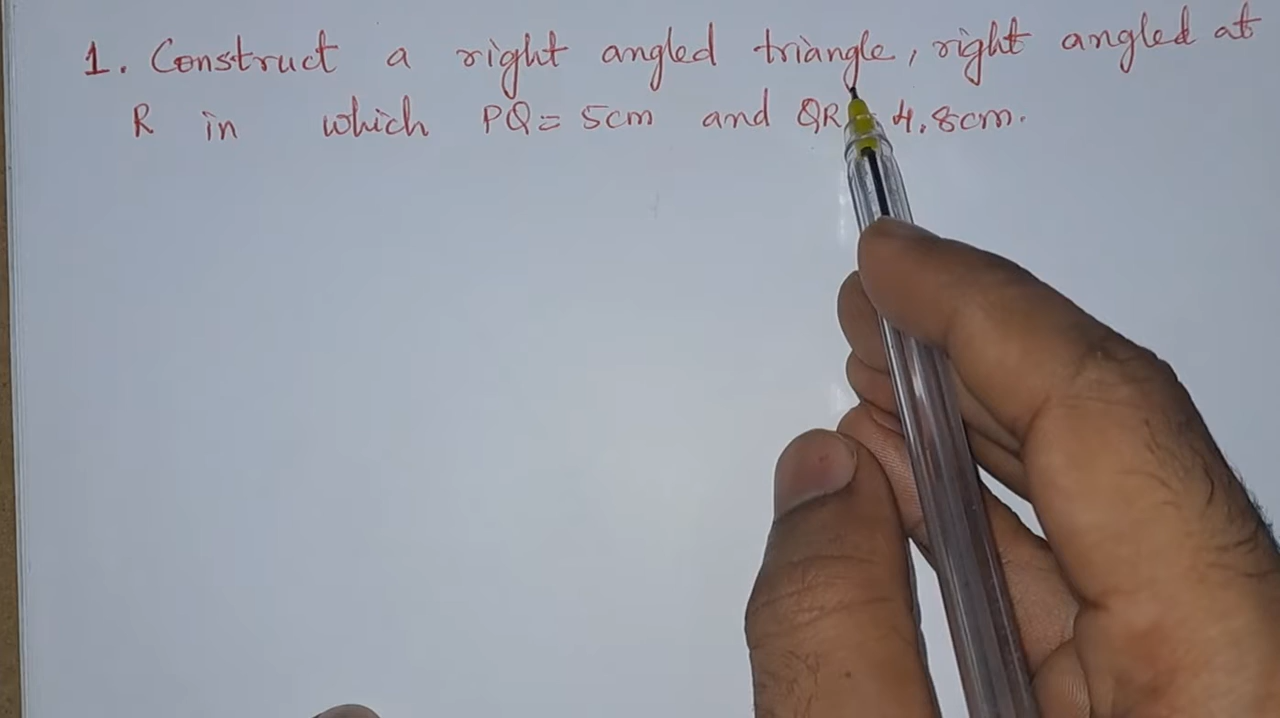 1. Construct a right angled triangle, right angled at
R in which PQ = 5cm and QR = 4.8cm.